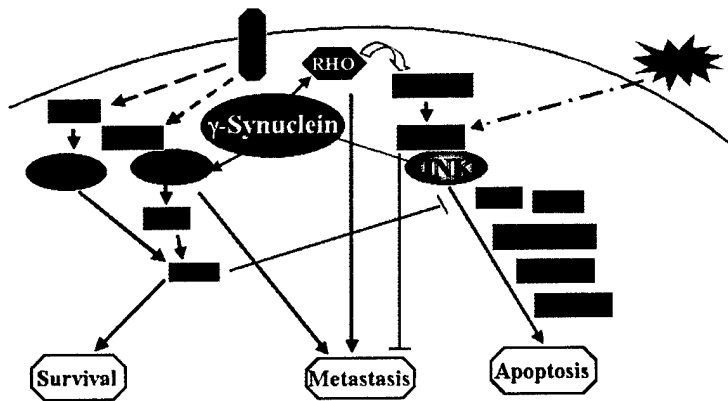 RHO
γ-Synuclein
JNK
Survival
Metastasis
Apoptosis